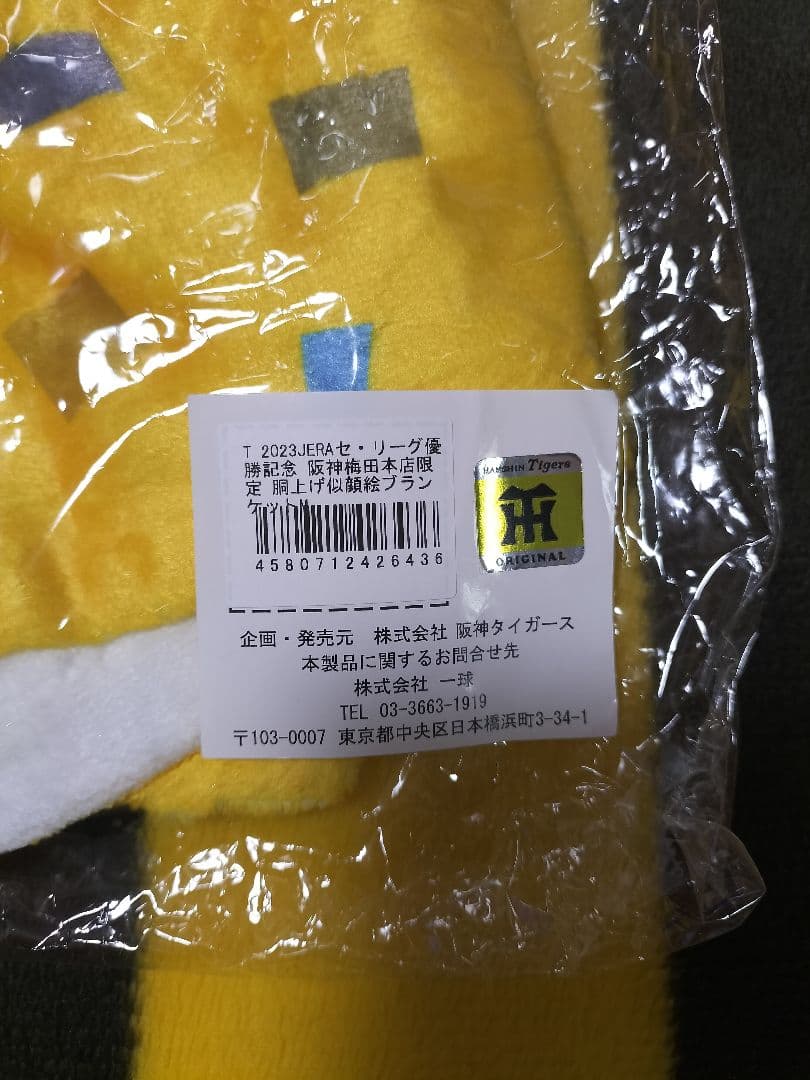 T 2023JERAセ・リーグ優
勝記念 阪神梅田本店限
定 胴上げ似顔絵ブラン
ケット
4580712426436
HANSHIN Tigers
ORIGINAL
企画・発売元 株式会社 阪神タイガース
本製品に関するお問合せ先
株式会社 一球
TEL 03-3663-1919
〒103-0007 東京都中央区日本橋浜町3-34-1